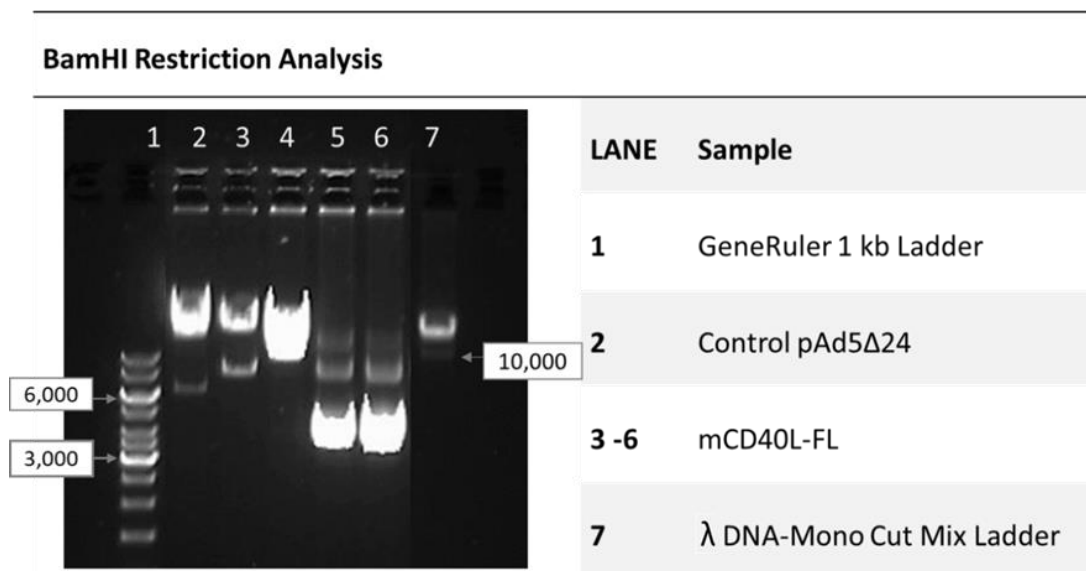 BamHI Restriction Analysis
1 2 3 4 5 6 7
6,000
3,000
10,000
LANE Sample
1 GeneRuler 1 kb Ladder
2 Control pAd5Δ24
3 -6 mCD40L-FL
7 λ DNA-Mono Cut Mix Ladder